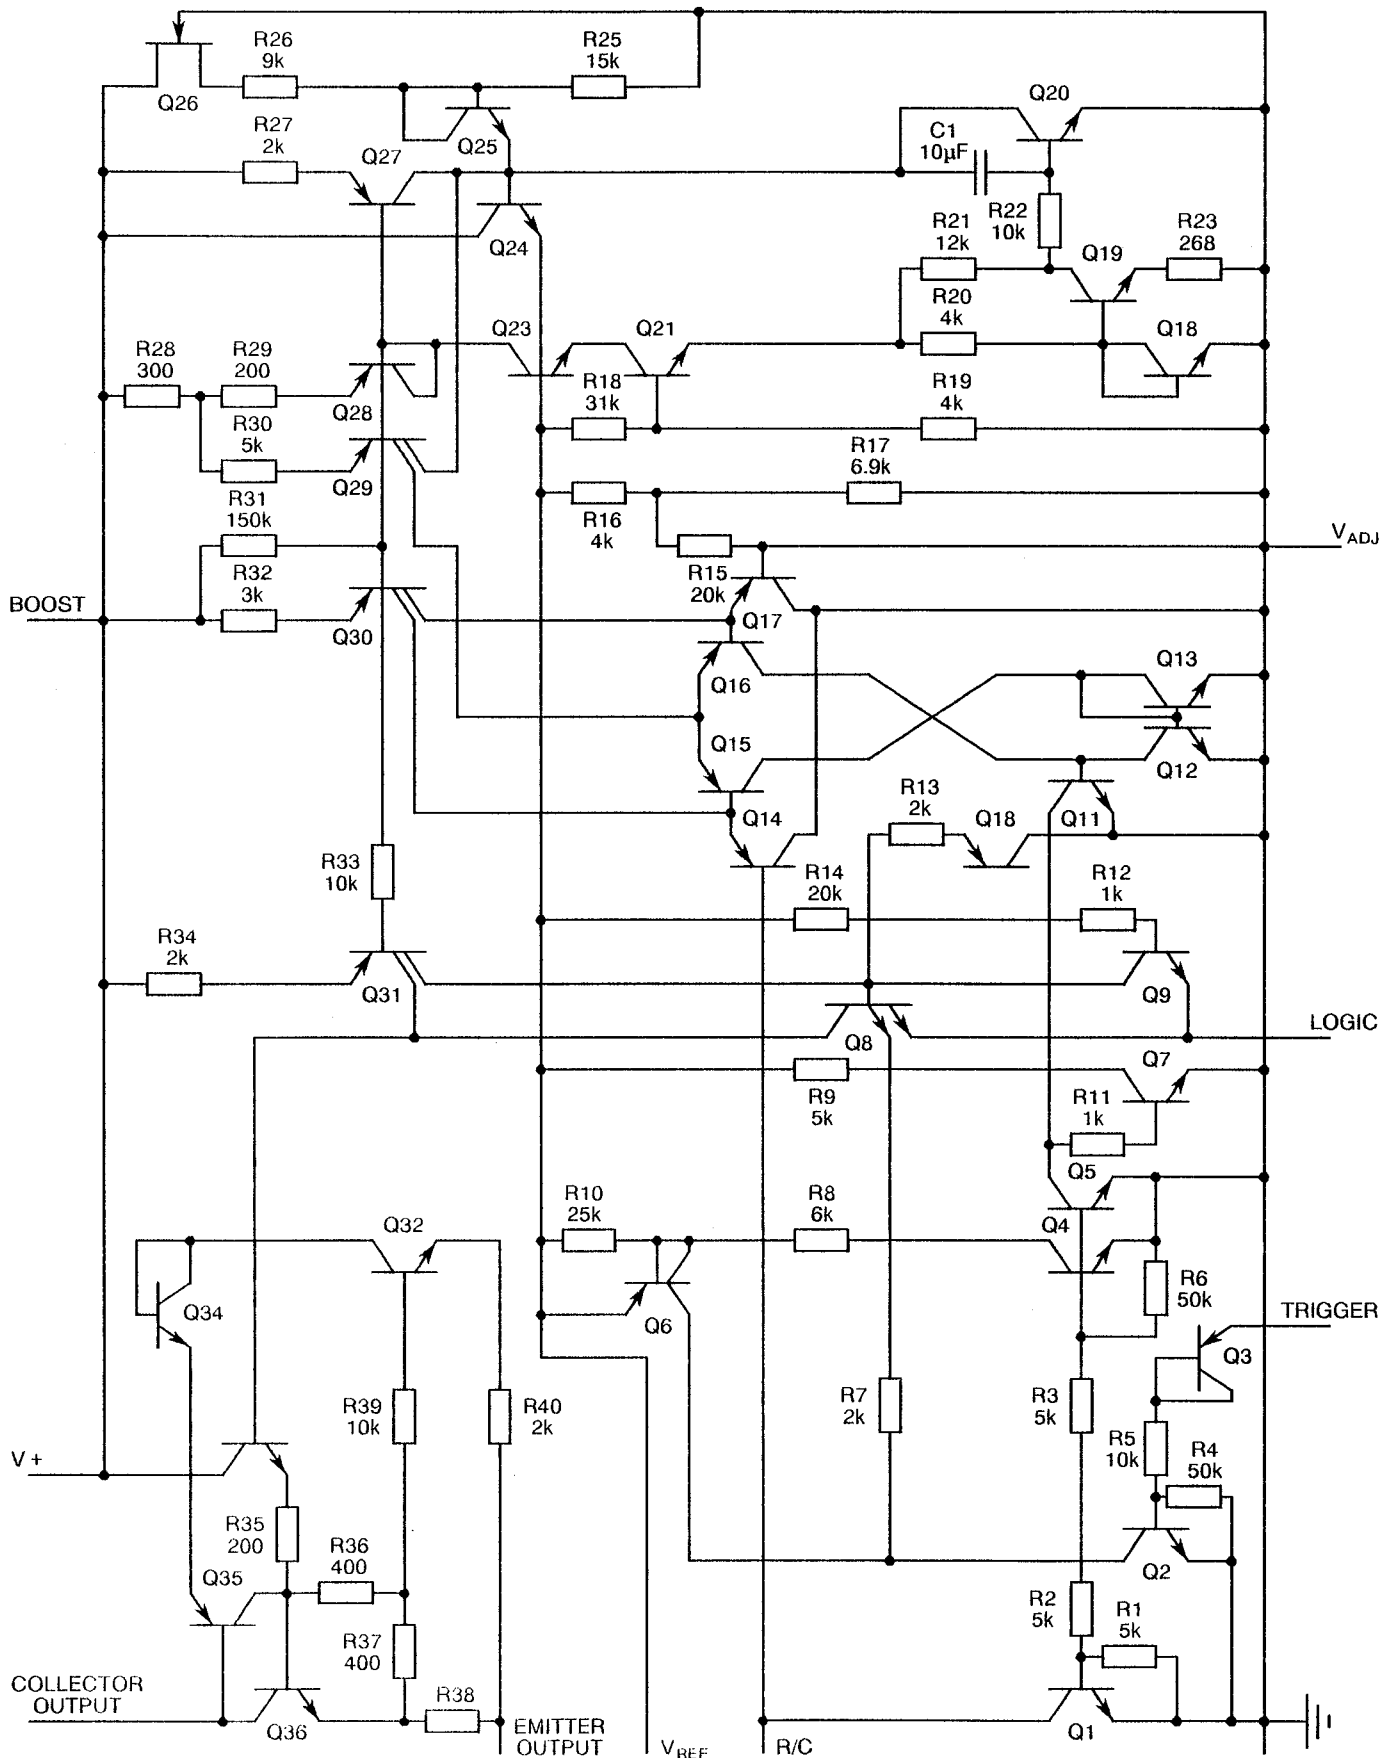 R26
9k
R25
15k
Q26
Q20
R27
2k
Q27
Q25
C1
10µF
Q24
R22
10k
R21
12k
Q19
R23
268
R20
4k
Q23
Q21
Q18
R28
300
R29
200
R18
31k
R19
4k
Q28
R30
5k
Q29
R17
6.9k
R31
150k
R16
4k
VADJ
R32
3k
R15
20k
BOOST
Q30
Q17
Q16
Q13
Q15
Q12
Q14
R13
2k
Q18
Q11
R33
10k
R14
20k
R12
1k
R34
2k
Q31
Q9
LOGIC
Q8
Q7
R9
5k
R11
1k
Q5
R10
25k
R8
6k
Q4
Q32
R6
50k
Q34
Q6
TRIGGER
Q3
R39
10k
R40
2k
R7
2k
R3
5k
R5
10k
R4
50k
V +
R35
200
R36
400
Q2
Q35
R2
5k
R1
5k
R37
400
COLLECTOR
OUTPUT
R38
Q36
EMITTER
OUTPUT
VREF
R/C
Q1